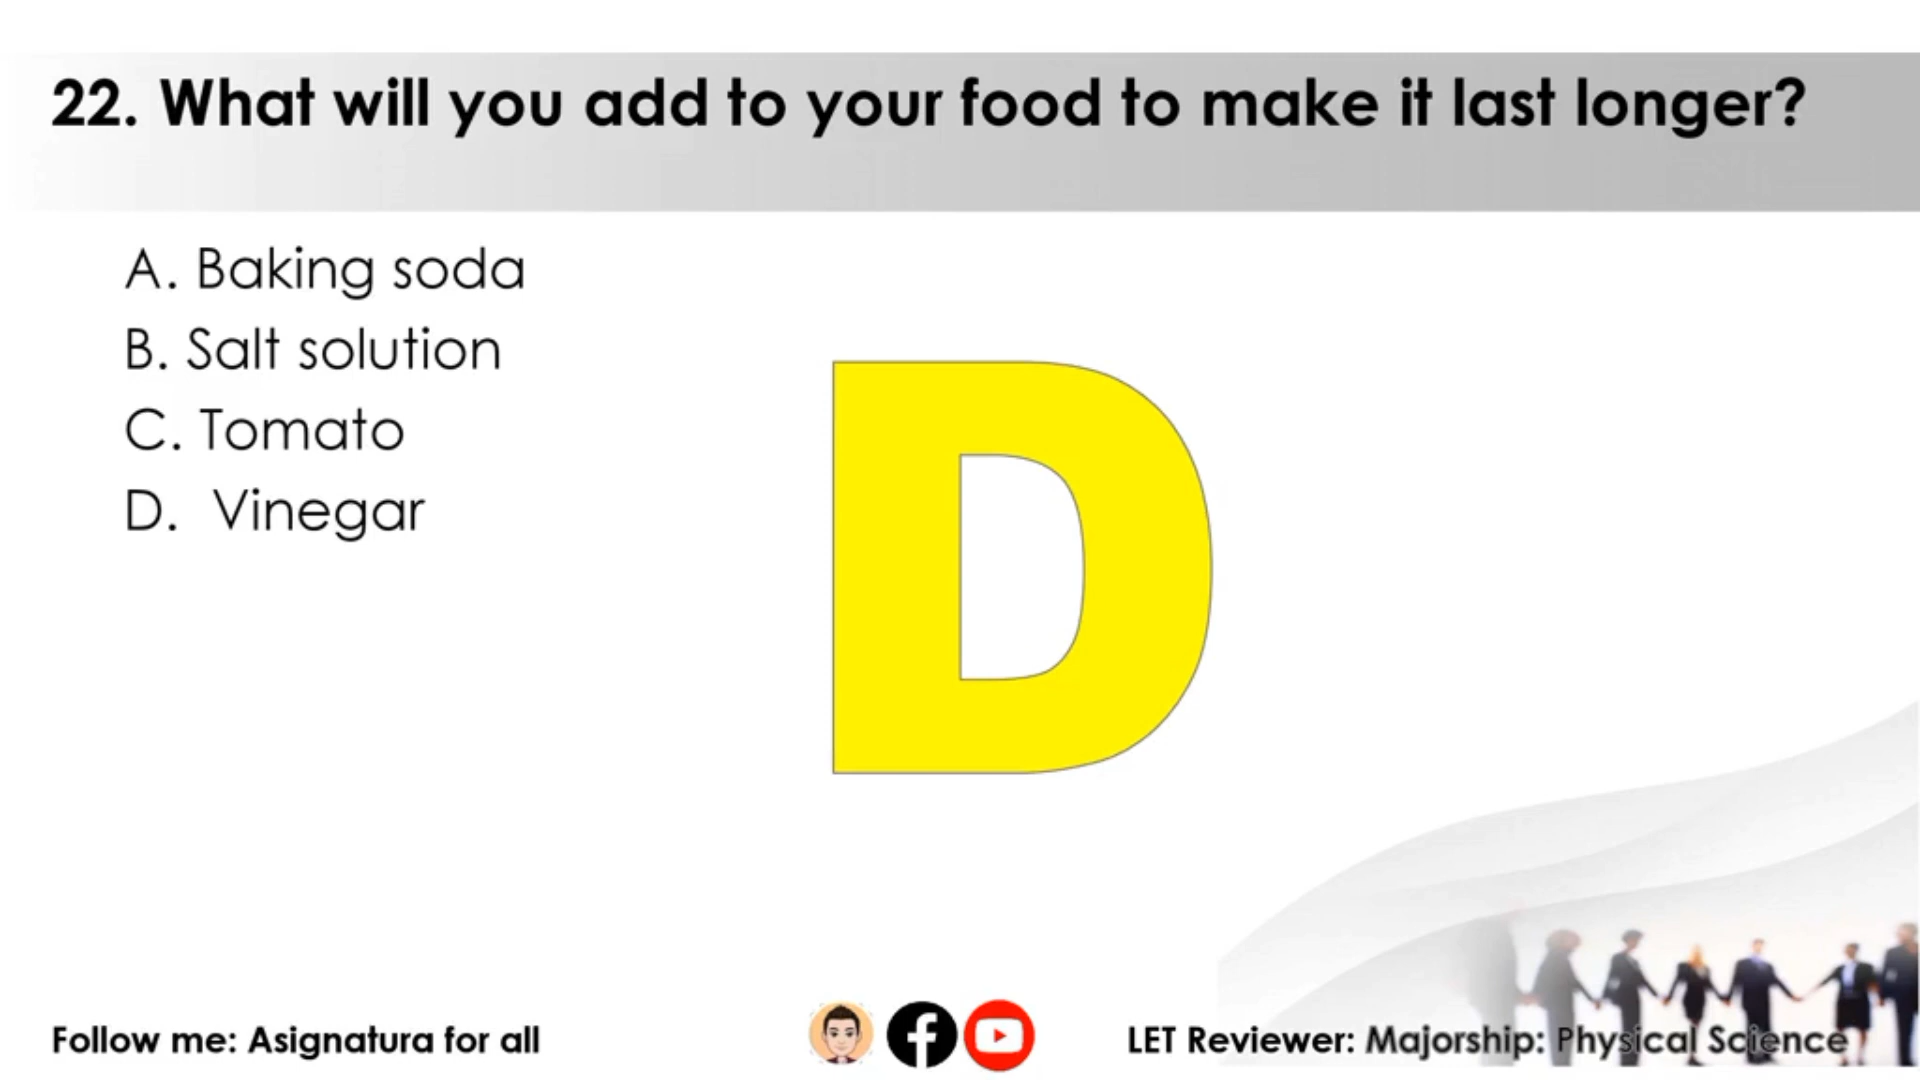 22. What will you add to your food to make it last longer?
A. Baking soda
B. Salt solution
C. Tomato
D. Vinegar
D
Follow me: Asignatura for all
LET Reviewer: Majorship: Physical Science